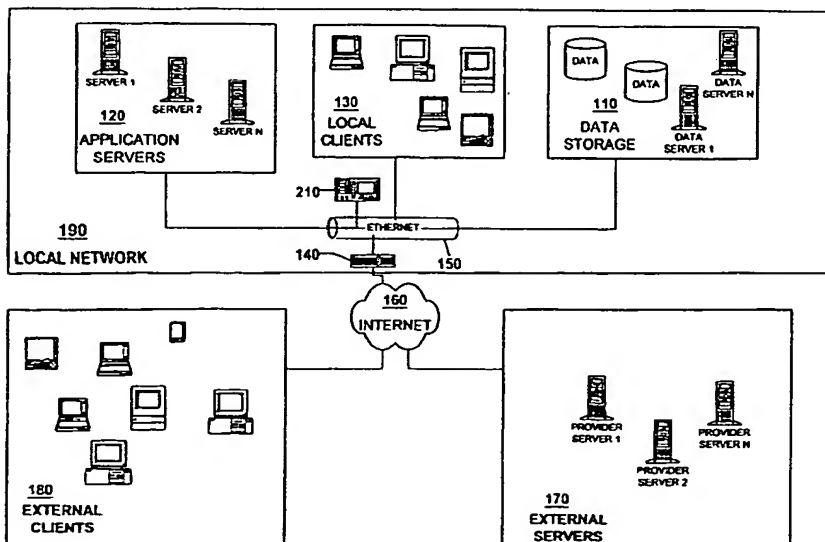 SERVER 1
SERVER 2
SERVER N
120
APPLICATION
SERVERS
130
LOCAL
CLIENTS
DATA
DATA
DATA
SERVER N
DATA
SERVER 1
110
DATA
STORAGE
210
ETHERNET
150
140
190
LOCAL NETWORK
160
INTERNET
180
EXTERNAL
CLIENTS
PROVIDER
SERVER 1
PROVIDER
SERVER 2
PROVIDER
SERVER N
170
EXTERNAL
SERVERS